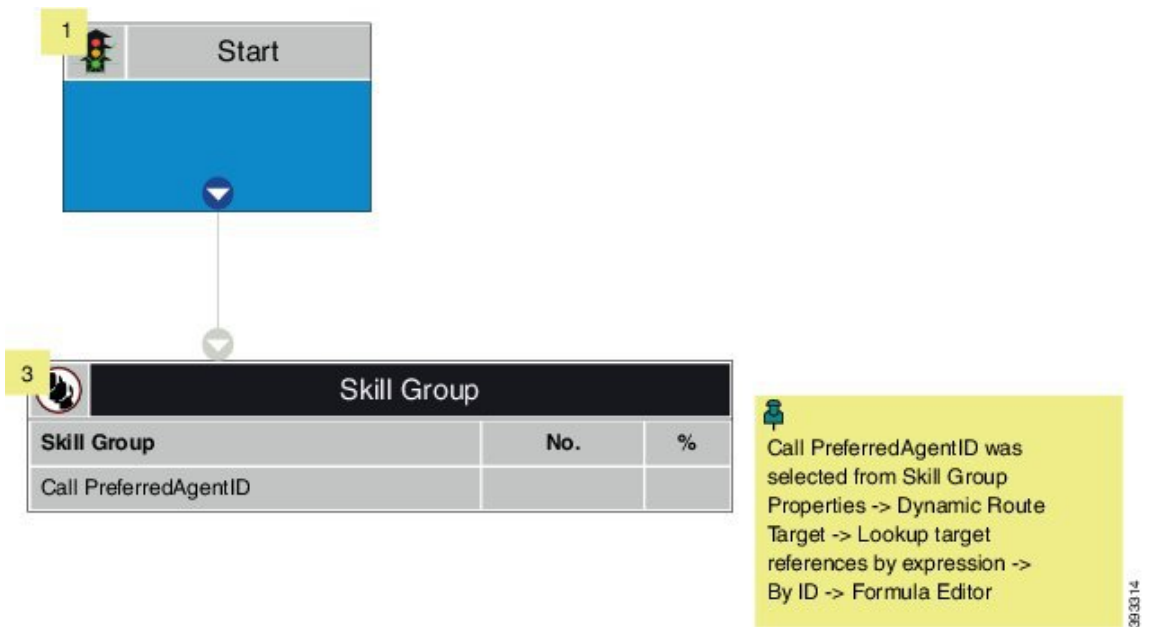 1
Start
3
Skill Group
Skill Group No. %
Call PreferredAgentID
Call PreferredAgentID was
selected from Skill Group
Properties -> Dynamic Route
Target -> Lookup target
references by expression ->
By ID -> Formula Editor
393314